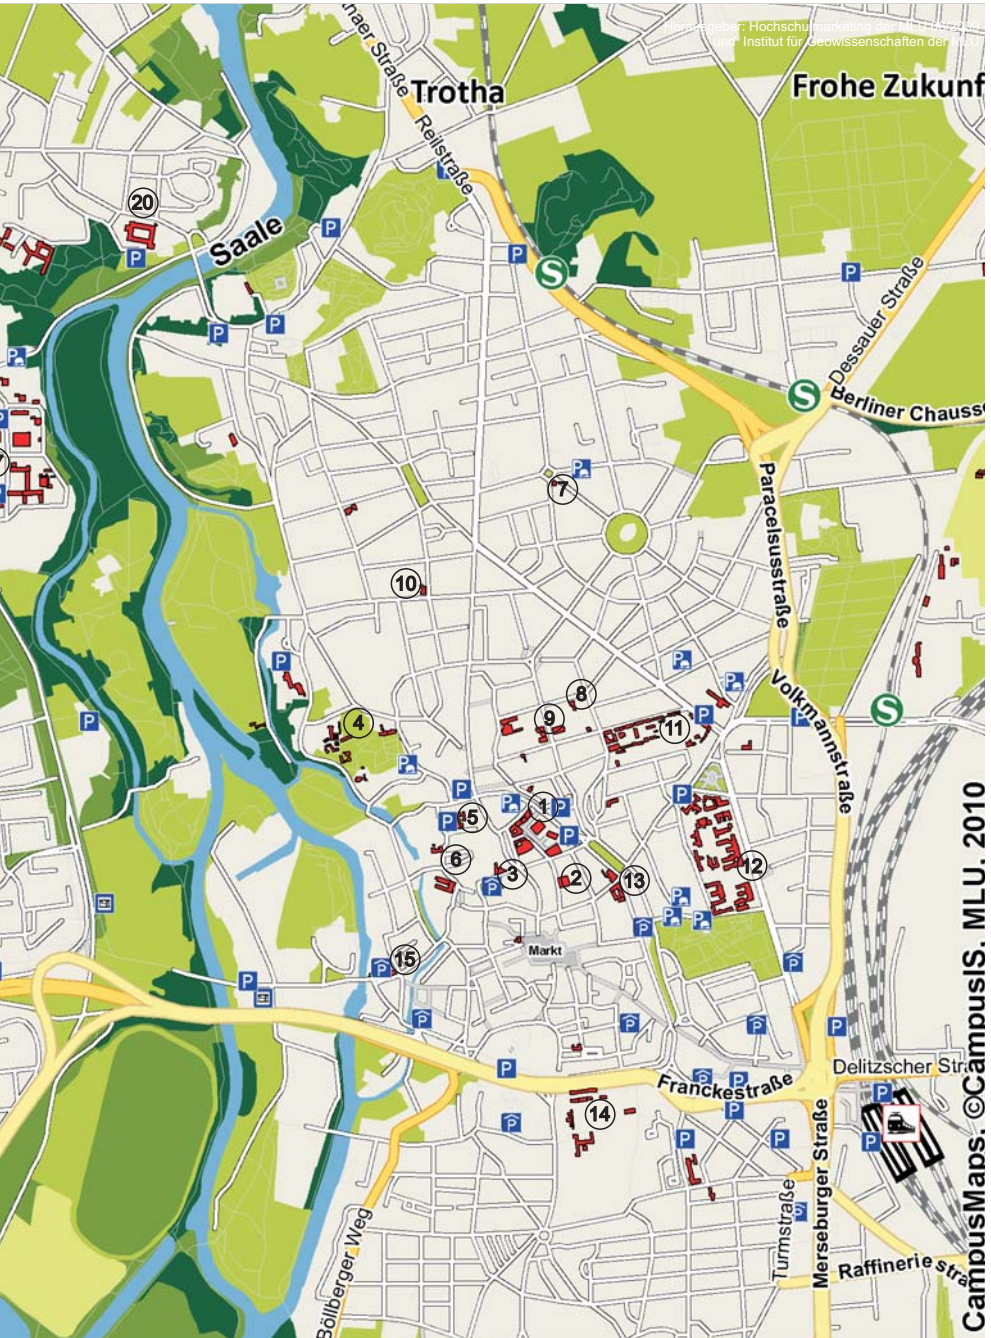 Herausgeber: Hochschulmarketing der MLU
und Institut für Geowissenschaften der MLU
Trotha
Frohe Zukunf
Reilstraße
20
Saale
P
S
Dessauer Straße
Berliner Chauss
7
Paracelsusstraße
10
Volkmannstraße
8
9
4
11
1
5
6
3
2
13
12
Markt
15
Franckestraße
Delitzscher Stra
14
Merseburger Straße
Turmstraße
Böllberger Weg
Raffineriestra
CampusMaps, ©CampusIS, MLU, 2010